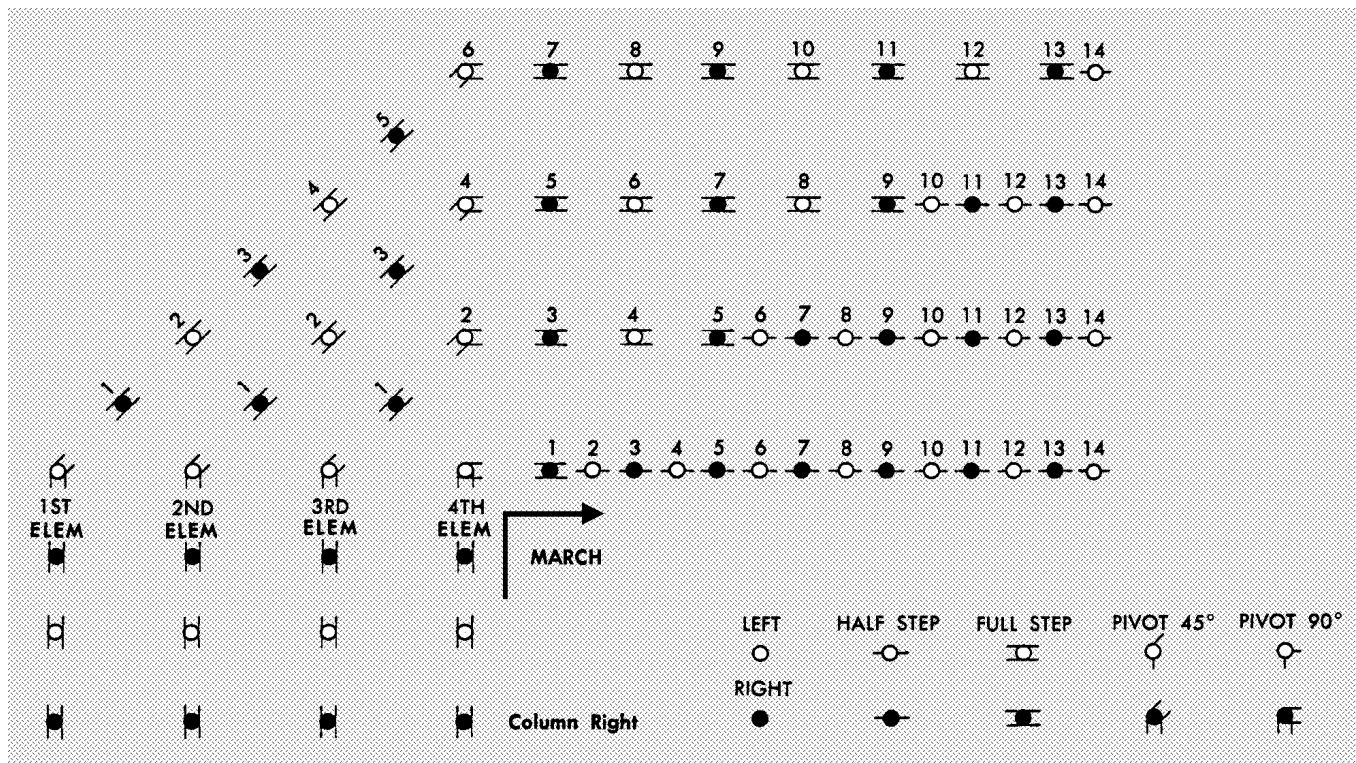 6 7 8 9 10 11 12 13 14
5
4 4 5 6 7 8 9 10 11 12 13 14
3 3
2 2 2 3 4 5 6 7 8 9 10 11 12 13 14
1 1 1
1 2 3 4 5 6 7 8 9 10 11 12 13 14
1ST 2ND 3RD 4TH
ELEM ELEM ELEM ELEM
MARCH
LEFT HALF STEP FULL STEP PIVOT 45° PIVOT 90°
RIGHT
Column Right